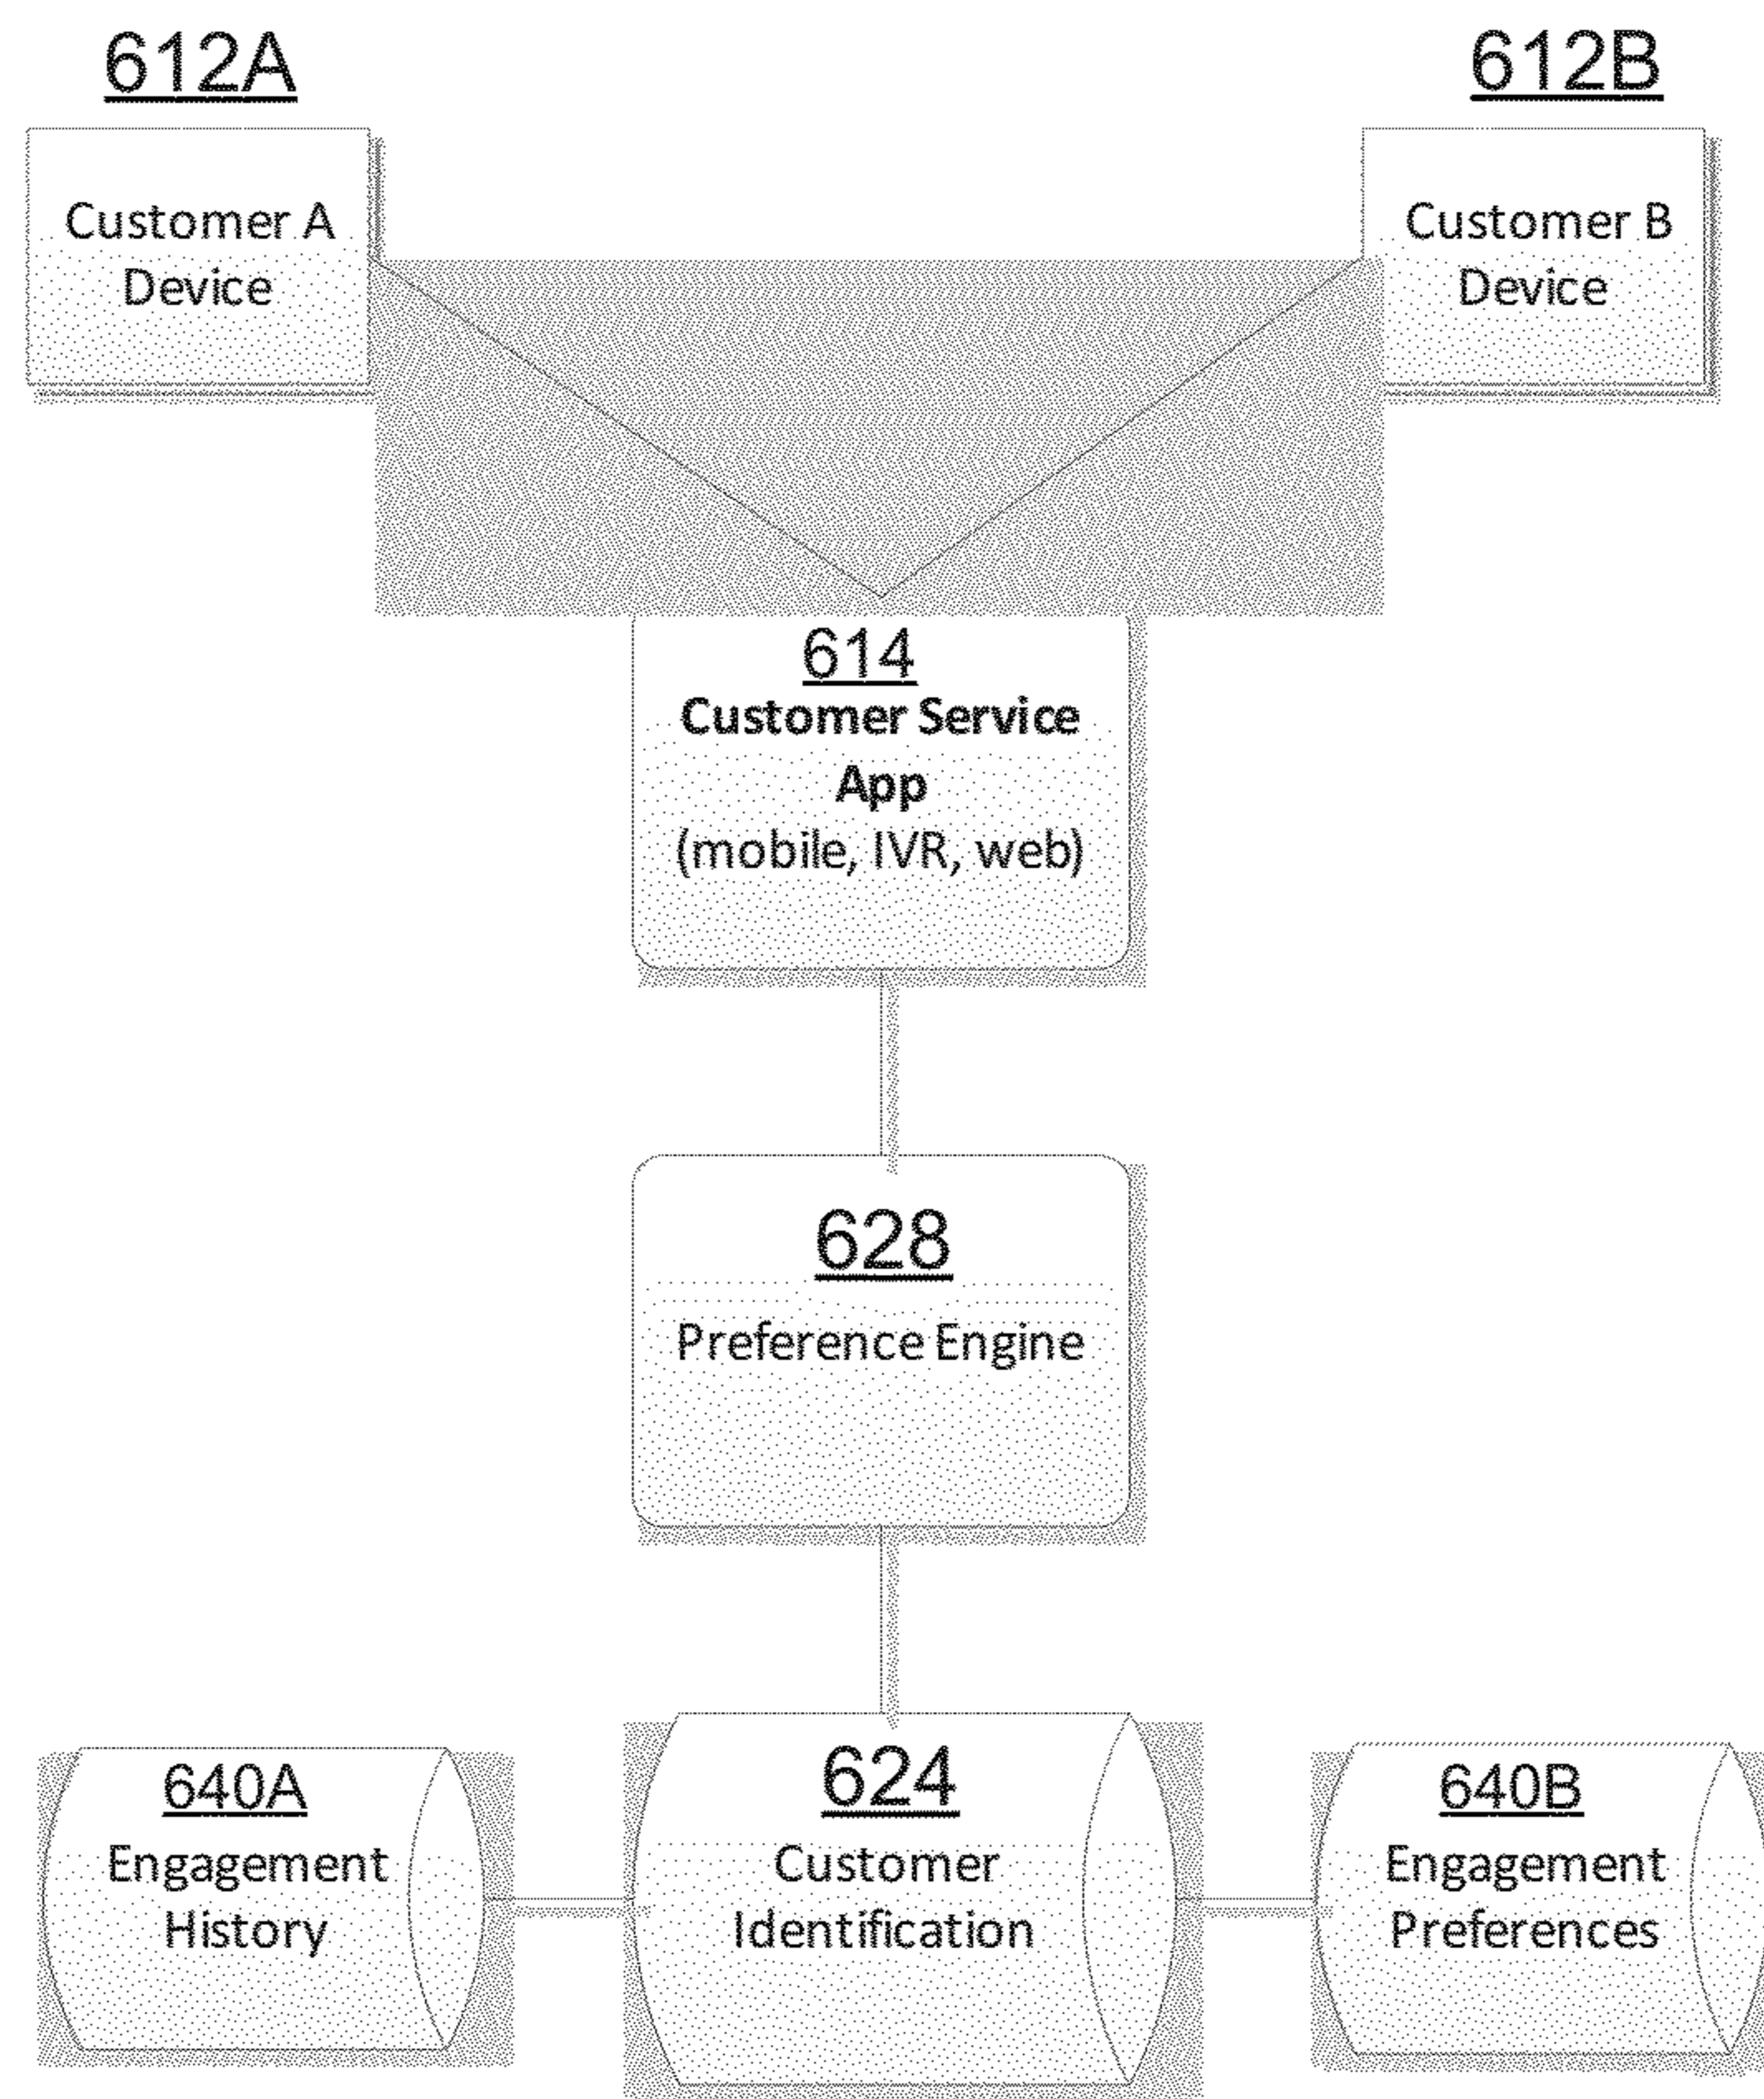 612A
612B
Customer A
Device
Customer B
Device
614
Customer Service
App
(mobile, IVR, web)
628
Preference Engine
640A
Engagement
History
624
Customer
Identification
640B
Engagement
Preferences